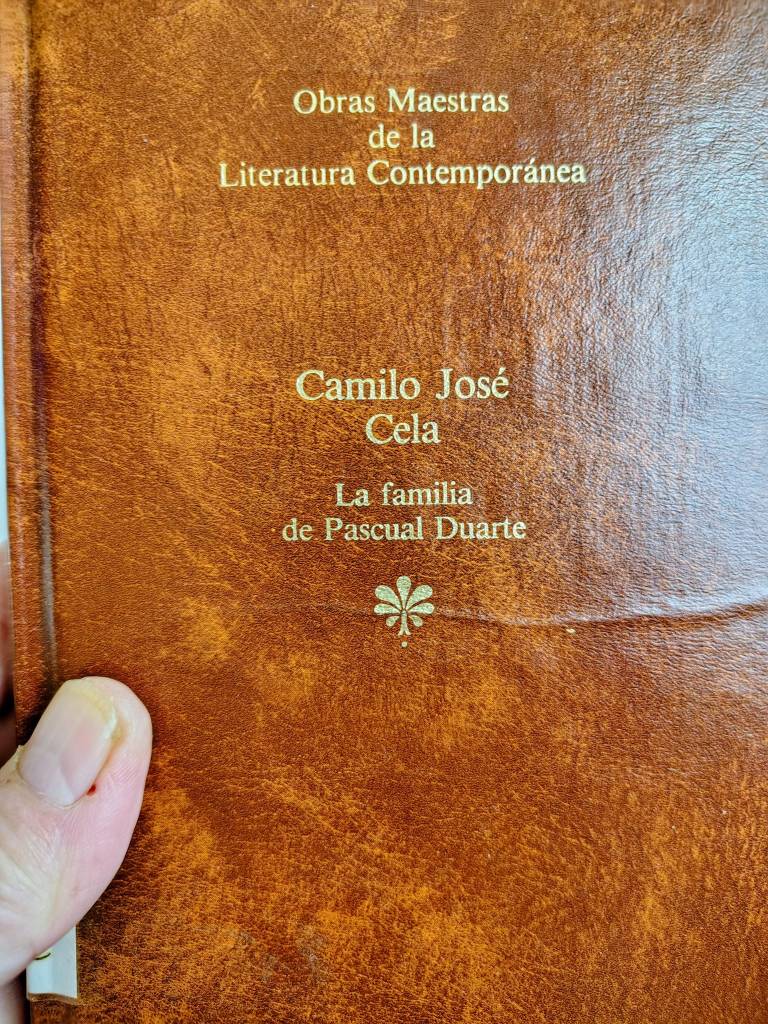 Obras Maestras
de la
Literatura Contemporánea
Camilo José
Cela
La familia
de Pascual Duarte